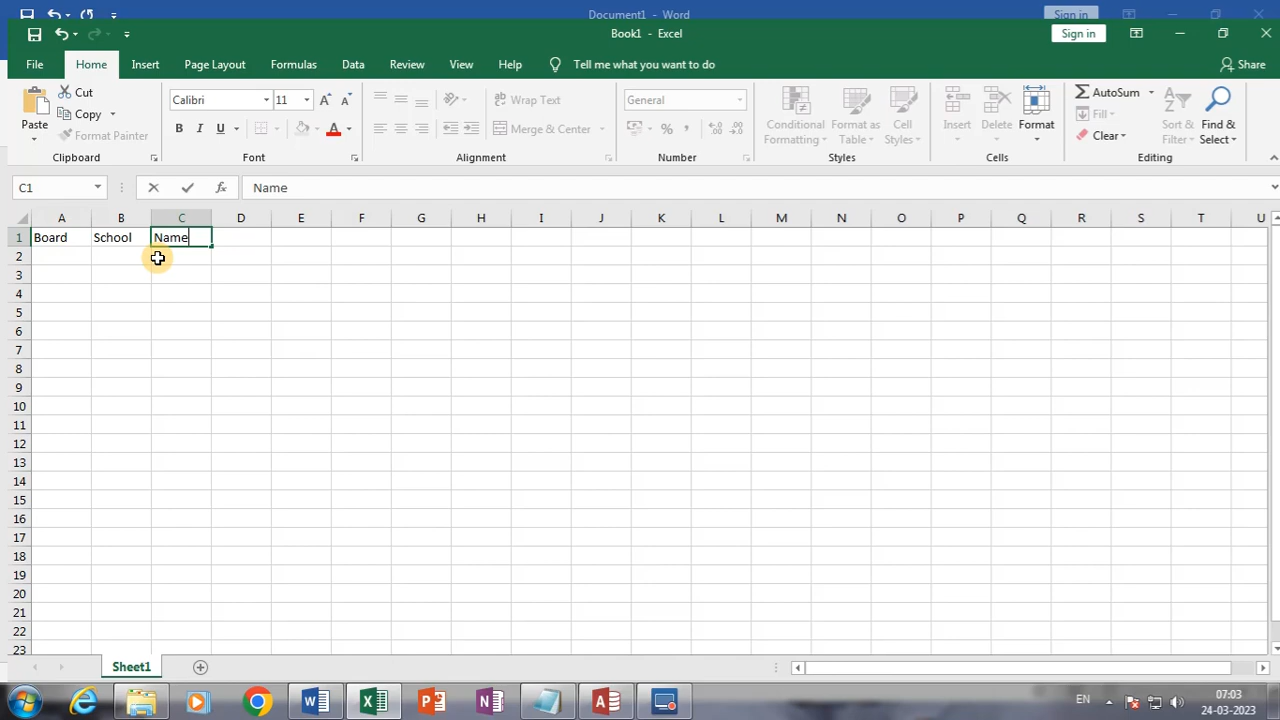 Document1 - Word
Sign in
Book1 - Excel
Sign in
File Home Insert Page Layout Formulas Data Review View Help Tell me what you want to do Share
Paste Cut Copy Format Painter Clipboard
Calibri 11 A A B I U A Font
Wrap Text Merge & Center Alignment
General % , Number
Conditional Formatting Format as Table Cell Styles Styles
Insert Delete Format Cells
AutoSum Fill Clear Sort & Filter Find & Select Editing
C1 fx Name
A B C D E F G H I J K L M N O P Q R S T U
1 Board School Name
2
3
4
5
6
7
8
9
10
11
12
13
14
15
16
17
18
19
20
21
22
23
Sheet1
EN 07:03
24-03-2023